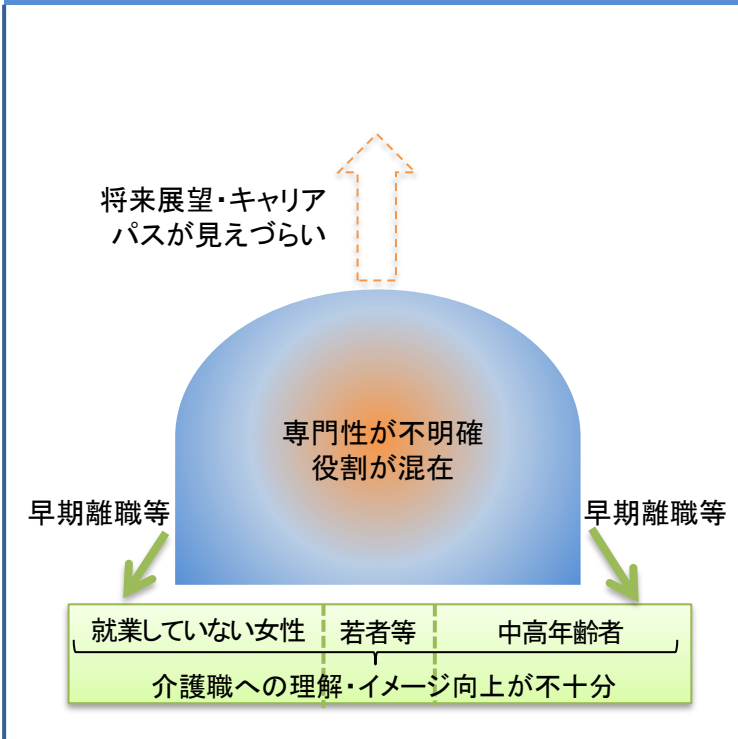 将来展望・キャリア
パスが見えづらい
専門性が不明確
役割が混在
早期離職等
早期離職等
就業していない女性
若者等
中高年齢者
介護職への理解・イメージ向上が不十分